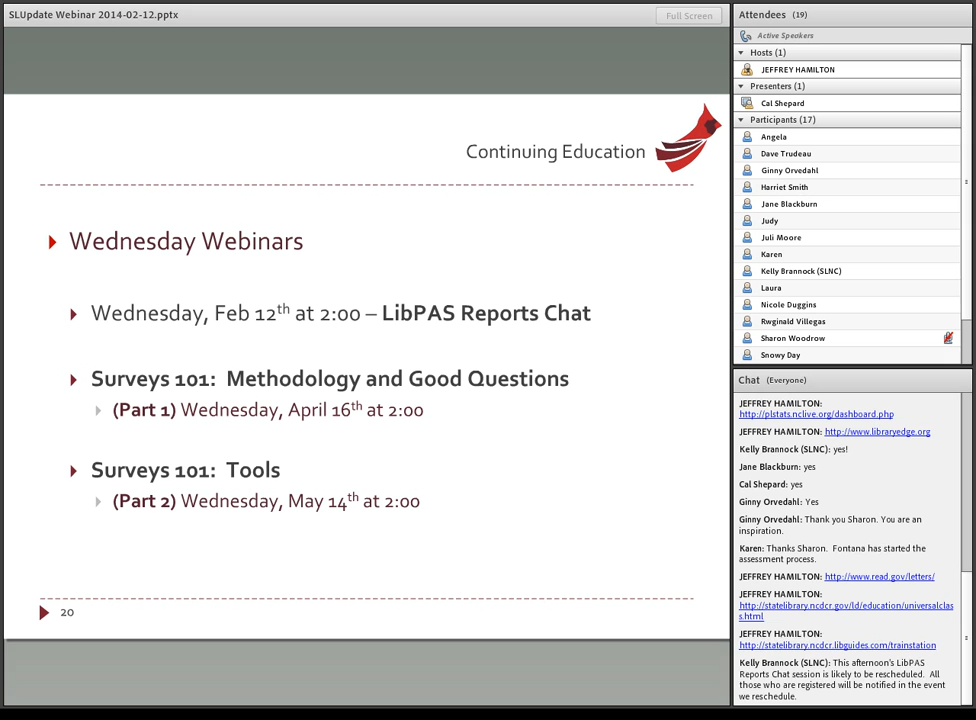 SLUpdate Webinar 2014-02-12.pptx
Full Screen
Continuing Education
Wednesday Webinars
Wednesday, Feb 12th at 2:00 – LibPAS Reports Chat
Surveys 101: Methodology and Good Questions
(Part 1) Wednesday, April 16th at 2:00
Surveys 101: Tools
(Part 2) Wednesday, May 14th at 2:00
20
Attendees (19)
Active Speakers
Hosts (1)
JEFFREY HAMILTON
Presenters (1)
Cal Shepard
Participants (17)
Angela
Dave Trudeau
Ginny Orvedahl
Harriet Smith
Jane Blackburn
Judy
Juli Moore
Karen
Kelly Brannock (SLNC)
Laura
Nicole Duggins
Rwginald Villegas
Sharon Woodrow
Snowy Day
Chat (Everyone)
JEFFREY HAMILTON:
http://plstats.nclive.org/dashboard.php
JEFFREY HAMILTON: http://www.libraryedge.org
Kelly Brannock (SLNC): yes!
Jane Blackburn: yes
Cal Shepard: yes
Ginny Orvedahl: Yes
Ginny Orvedahl: Thank you Sharon. You are an
inspiration.
Karen: Thanks Sharon. Fontana has started the
assessment process.
JEFFREY HAMILTON: http://www.read.gov/letters/
JEFFREY HAMILTON:
http://statelibrary.ncdcr.gov/ld/education/universalclas
s.html
JEFFREY HAMILTON:
http://statelibrary.ncdcr.libguides.com/trainstation
Kelly Brannock (SLNC): This afternoon's LibPAS
Reports Chat session is likely to be rescheduled. All
those who are registered will be notified in the event
we reschedule.